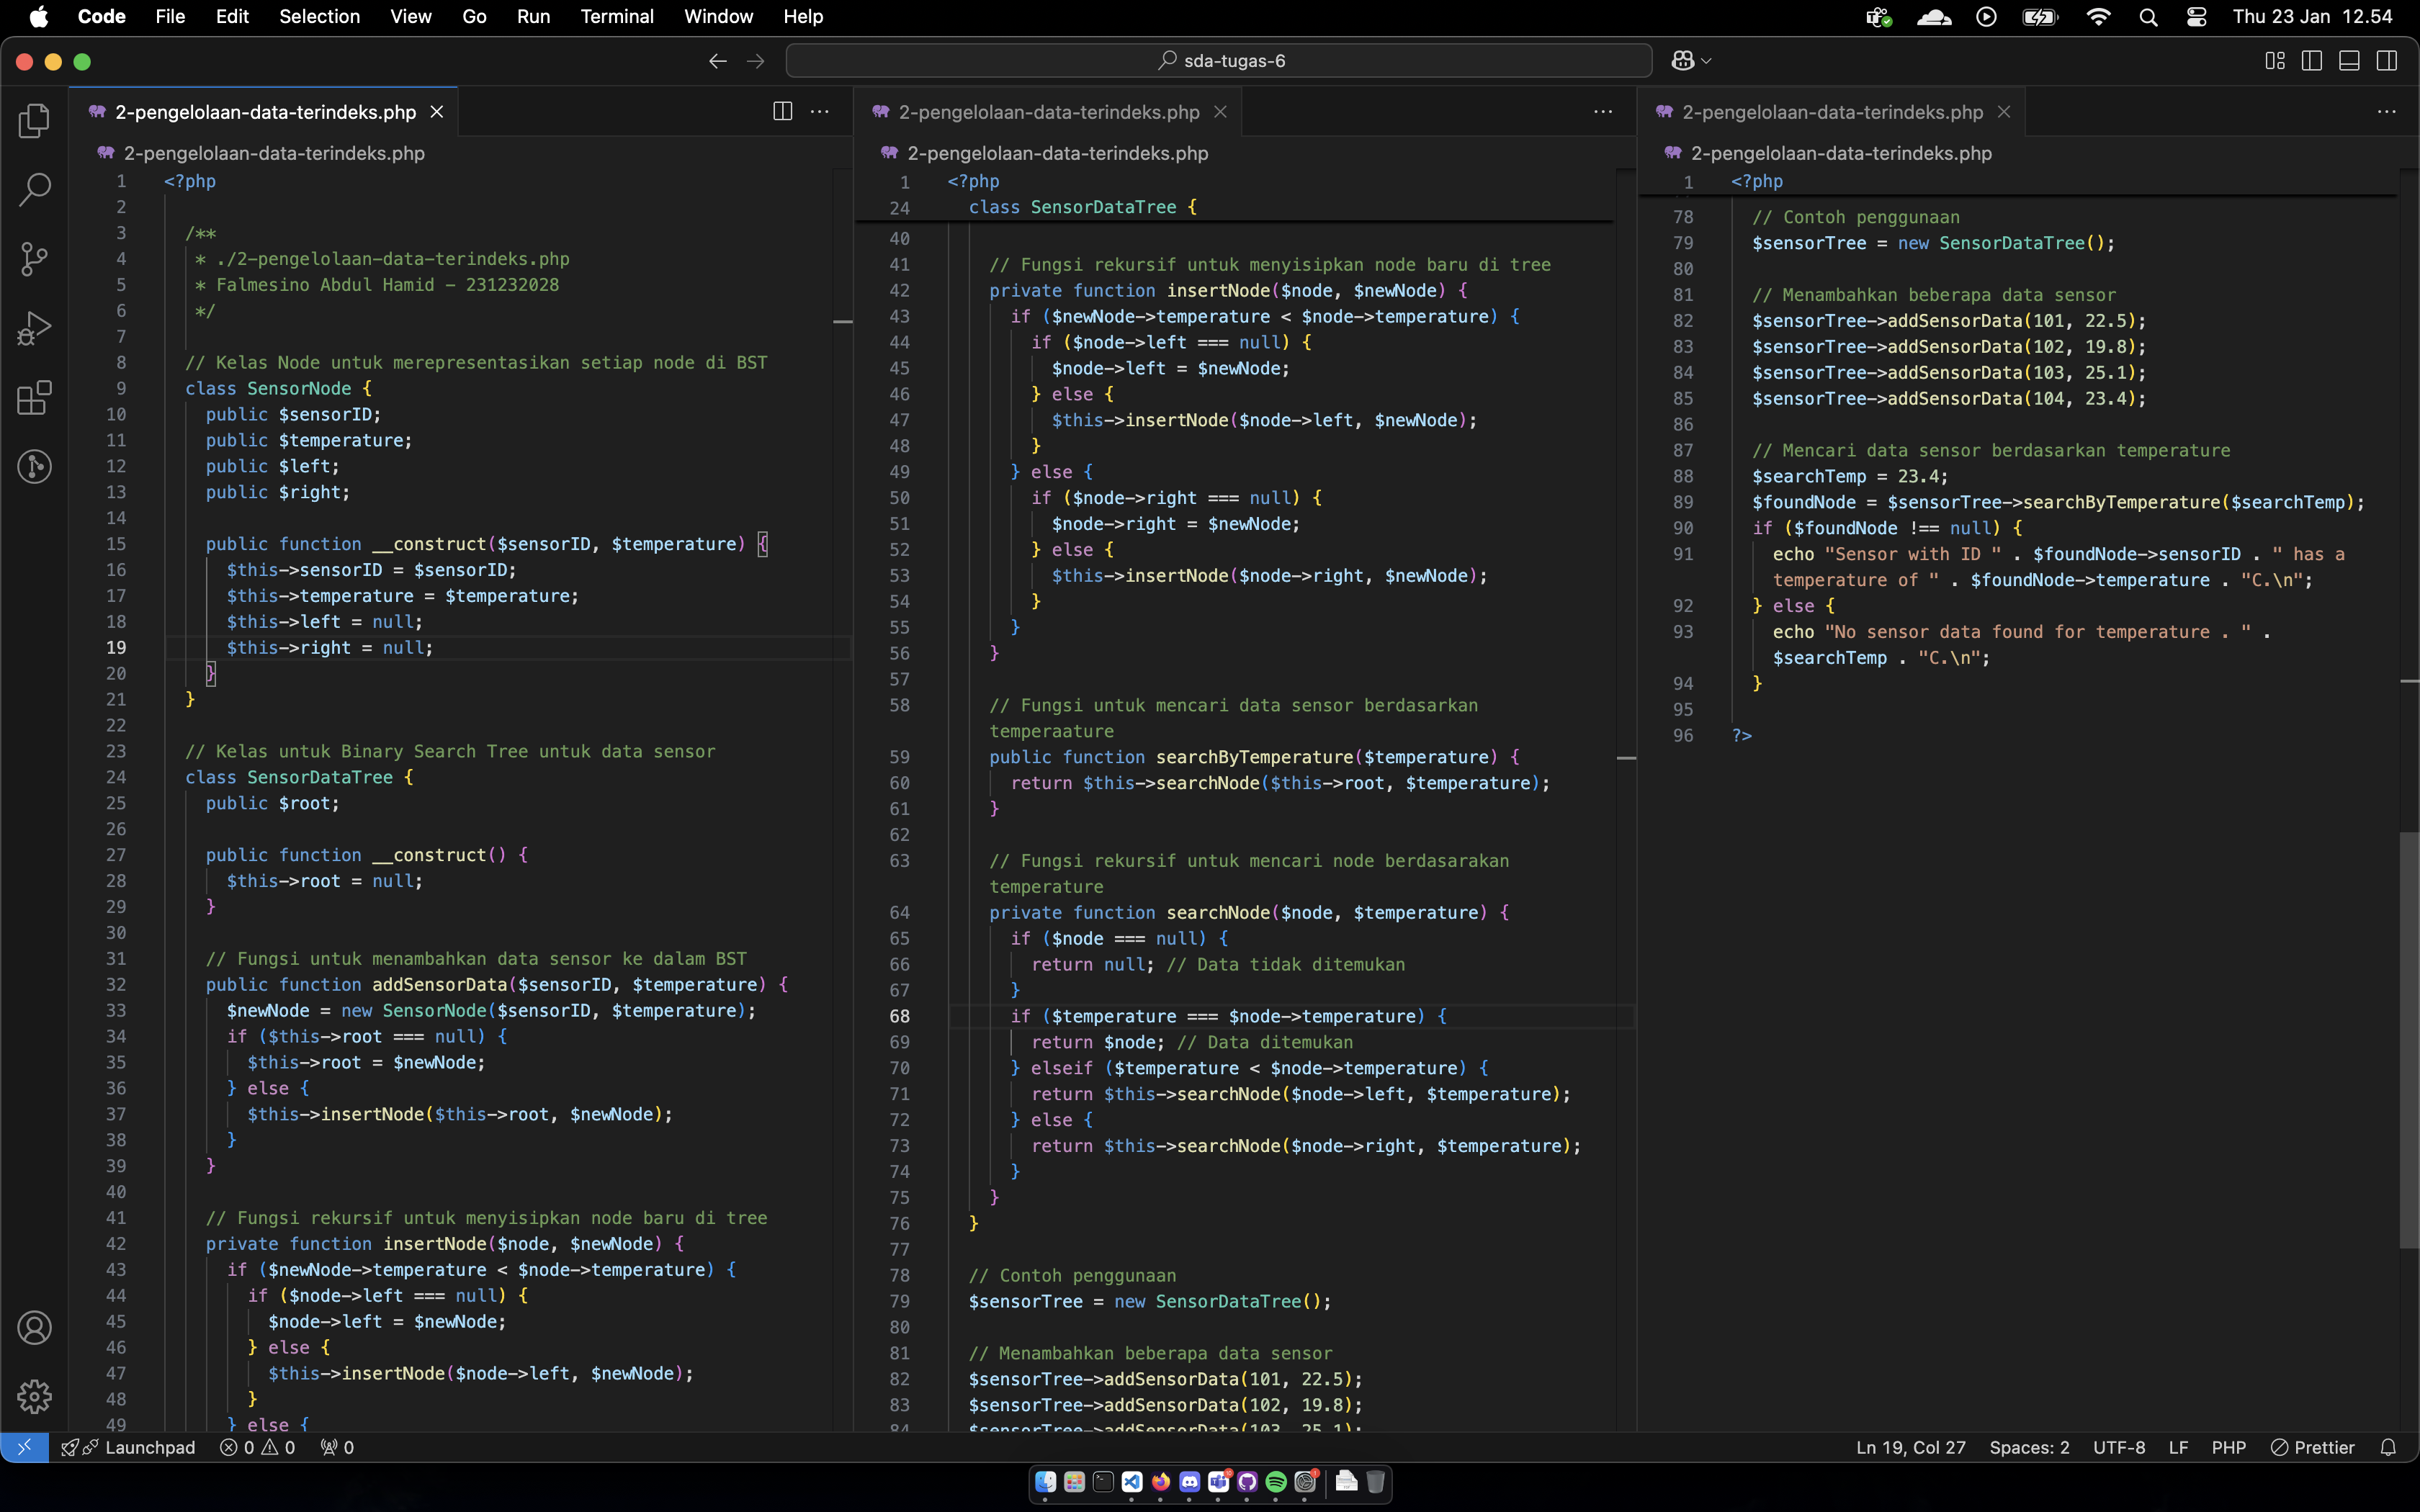 Code File Edit Selection View Go Run Terminal Window Help Thu 23 Jan 12.54
sda-tugas-6
2-pengelolaan-data-terindeks.php
2-pengelolaan-data-terindeks.php
1 <?php
2
3 /**
4 * ./2-pengelolaan-data-terindeks.php
5 * Falmesino Abdul Hamid - 231232028
6 */
7
8 // Kelas Node untuk merepresentasikan setiap node di BST
9 class SensorNode {
10 public $sensorID;
11 public $temperature;
12 public $left;
13 public $right;
14
15 public function __construct($sensorID, $temperature) {
16 $this->sensorID = $sensorID;
17 $this->temperature = $temperature;
18 $this->left = null;
19 $this->right = null;
20 }
21 }
22
23 // Kelas untuk Binary Search Tree untuk data sensor
24 class SensorDataTree {
25 public $root;
26
27 public function __construct() {
28 $this->root = null;
29 }
30
31 // Fungsi untuk menambahkan data sensor ke dalam BST
32 public function addSensorData($sensorID, $temperature) {
33 $newNode = new SensorNode($sensorID, $temperature);
34 if ($this->root === null) {
35 $this->root = $newNode;
36 } else {
37 $this->insertNode($this->root, $newNode);
38 }
39 }
40
41 // Fungsi rekursif untuk menyisipkan node baru di tree
42 private function insertNode($node, $newNode) {
43 if ($newNode->temperature < $node->temperature) {
44 if ($node->left === null) {
45 $node->left = $newNode;
46 } else {
47 $this->insertNode($node->left, $newNode);
48 }
49 } else {
2-pengelolaan-data-terindeks.php
2-pengelolaan-data-terindeks.php
1 <?php
24 class SensorDataTree {
40
41 // Fungsi rekursif untuk menyisipkan node baru di tree
42 private function insertNode($node, $newNode) {
43 if ($newNode->temperature < $node->temperature) {
44 if ($node->left === null) {
45 $node->left = $newNode;
46 } else {
47 $this->insertNode($node->left, $newNode);
48 }
49 } else {
50 if ($node->right === null) {
51 $node->right = $newNode;
52 } else {
53 $this->insertNode($node->right, $newNode);
54 }
55 }
56 }
57
58 // Fungsi untuk mencari data sensor berdasarkan
temperaature
59 public function searchByTemperature($temperature) {
60 return $this->searchNode($this->root, $temperature);
61 }
62
63 // Fungsi rekursif untuk mencari node berdasarakan
temperature
64 private function searchNode($node, $temperature) {
65 if ($node === null) {
66 return null; // Data tidak ditemukan
67 }
68 if ($temperature === $node->temperature) {
69 return $node; // Data ditemukan
70 } elseif ($temperature < $node->temperature) {
71 return $this->searchNode($node->left, $temperature);
72 } else {
73 return $this->searchNode($node->right, $temperature);
74 }
75 }
76 }
77
78 // Contoh penggunaan
79 $sensorTree = new SensorDataTree();
80
81 // Menambahkan beberapa data sensor
82 $sensorTree->addSensorData(101, 22.5);
83 $sensorTree->addSensorData(102, 19.8);
84 $sensorTree->addSensorData(103, 25.1);
2-pengelolaan-data-terindeks.php
2-pengelolaan-data-terindeks.php
1 <?php
78 // Contoh penggunaan
79 $sensorTree = new SensorDataTree();
80
81 // Menambahkan beberapa data sensor
82 $sensorTree->addSensorData(101, 22.5);
83 $sensorTree->addSensorData(102, 19.8);
84 $sensorTree->addSensorData(103, 25.1);
85 $sensorTree->addSensorData(104, 23.4);
86
87 // Mencari data sensor berdasarkan temperature
88 $searchTemp = 23.4;
89 $foundNode = $sensorTree->searchByTemperature($searchTemp);
90 if ($foundNode !== null) {
91 echo "Sensor with ID " . $foundNode->sensorID . " has a
temperature of " . $foundNode->temperature . "C.\n";
92 } else {
93 echo "No sensor data found for temperature . " .
$searchTemp . "C.\n";
94 }
95
96 ?>
Launchpad 0 0 0 Ln 19, Col 27 Spaces: 2 UTF-8 LF PHP Prettier